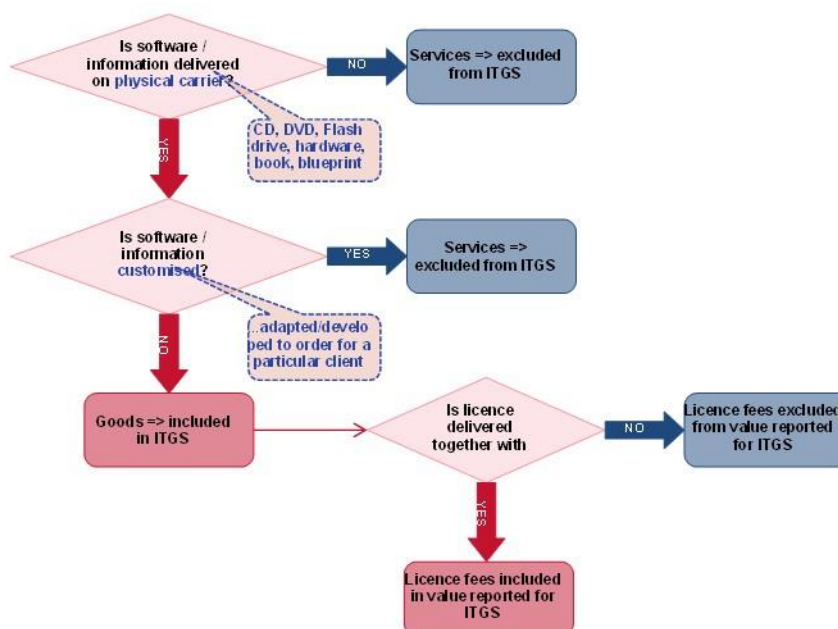 Is software /
information delivered
on physical carrier?
NO
Services => excluded
from ITGS
CD, DVD, Flash
drive, hardware,
book, blueprint
YES
Is software /
information
customised?
YES
Services =>
excluded from ITGS
...adapted/develo
ped to order for a
particular client
NO
Goods => included
in ITGS
Is licence
delivered
together with
NO
Licence fees excluded
from value reported
for ITGS
YES
Licence fees included
in value reported for
ITGS